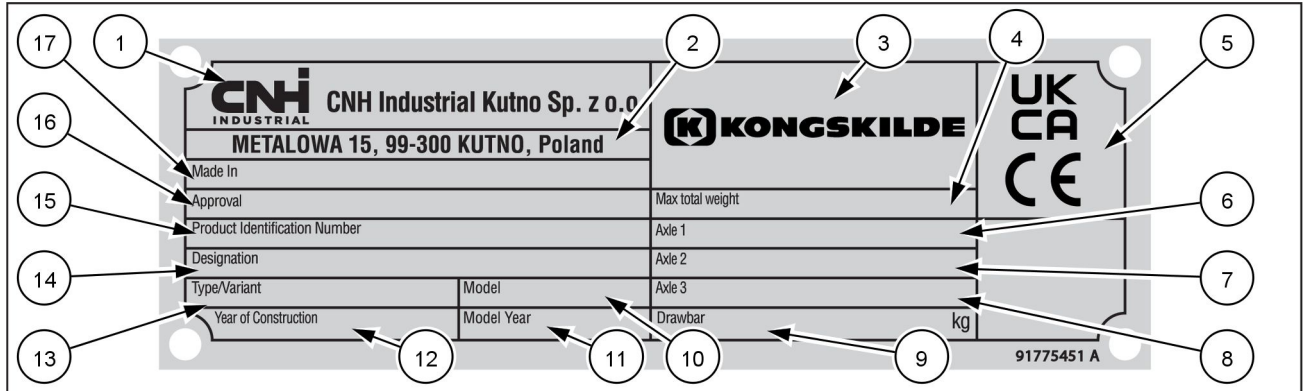 17
1
2
3
4
5
CNH
INDUSTRIAL
CNH Industrial Kutno Sp. z o.o
METALOWA 15, 99-300 KUTNO, Poland
K KONGSKILDE
UK
CA
CE
16
Made In
Approval
Max total weight
15
Product Identification Number
Axle 1
6
14
Designation
Axle 2
7
Type/Variant
Model
Axle 3
Year of Construction
Model Year
Drawbar
kg
13
12
11
10
9
8
91775451 A